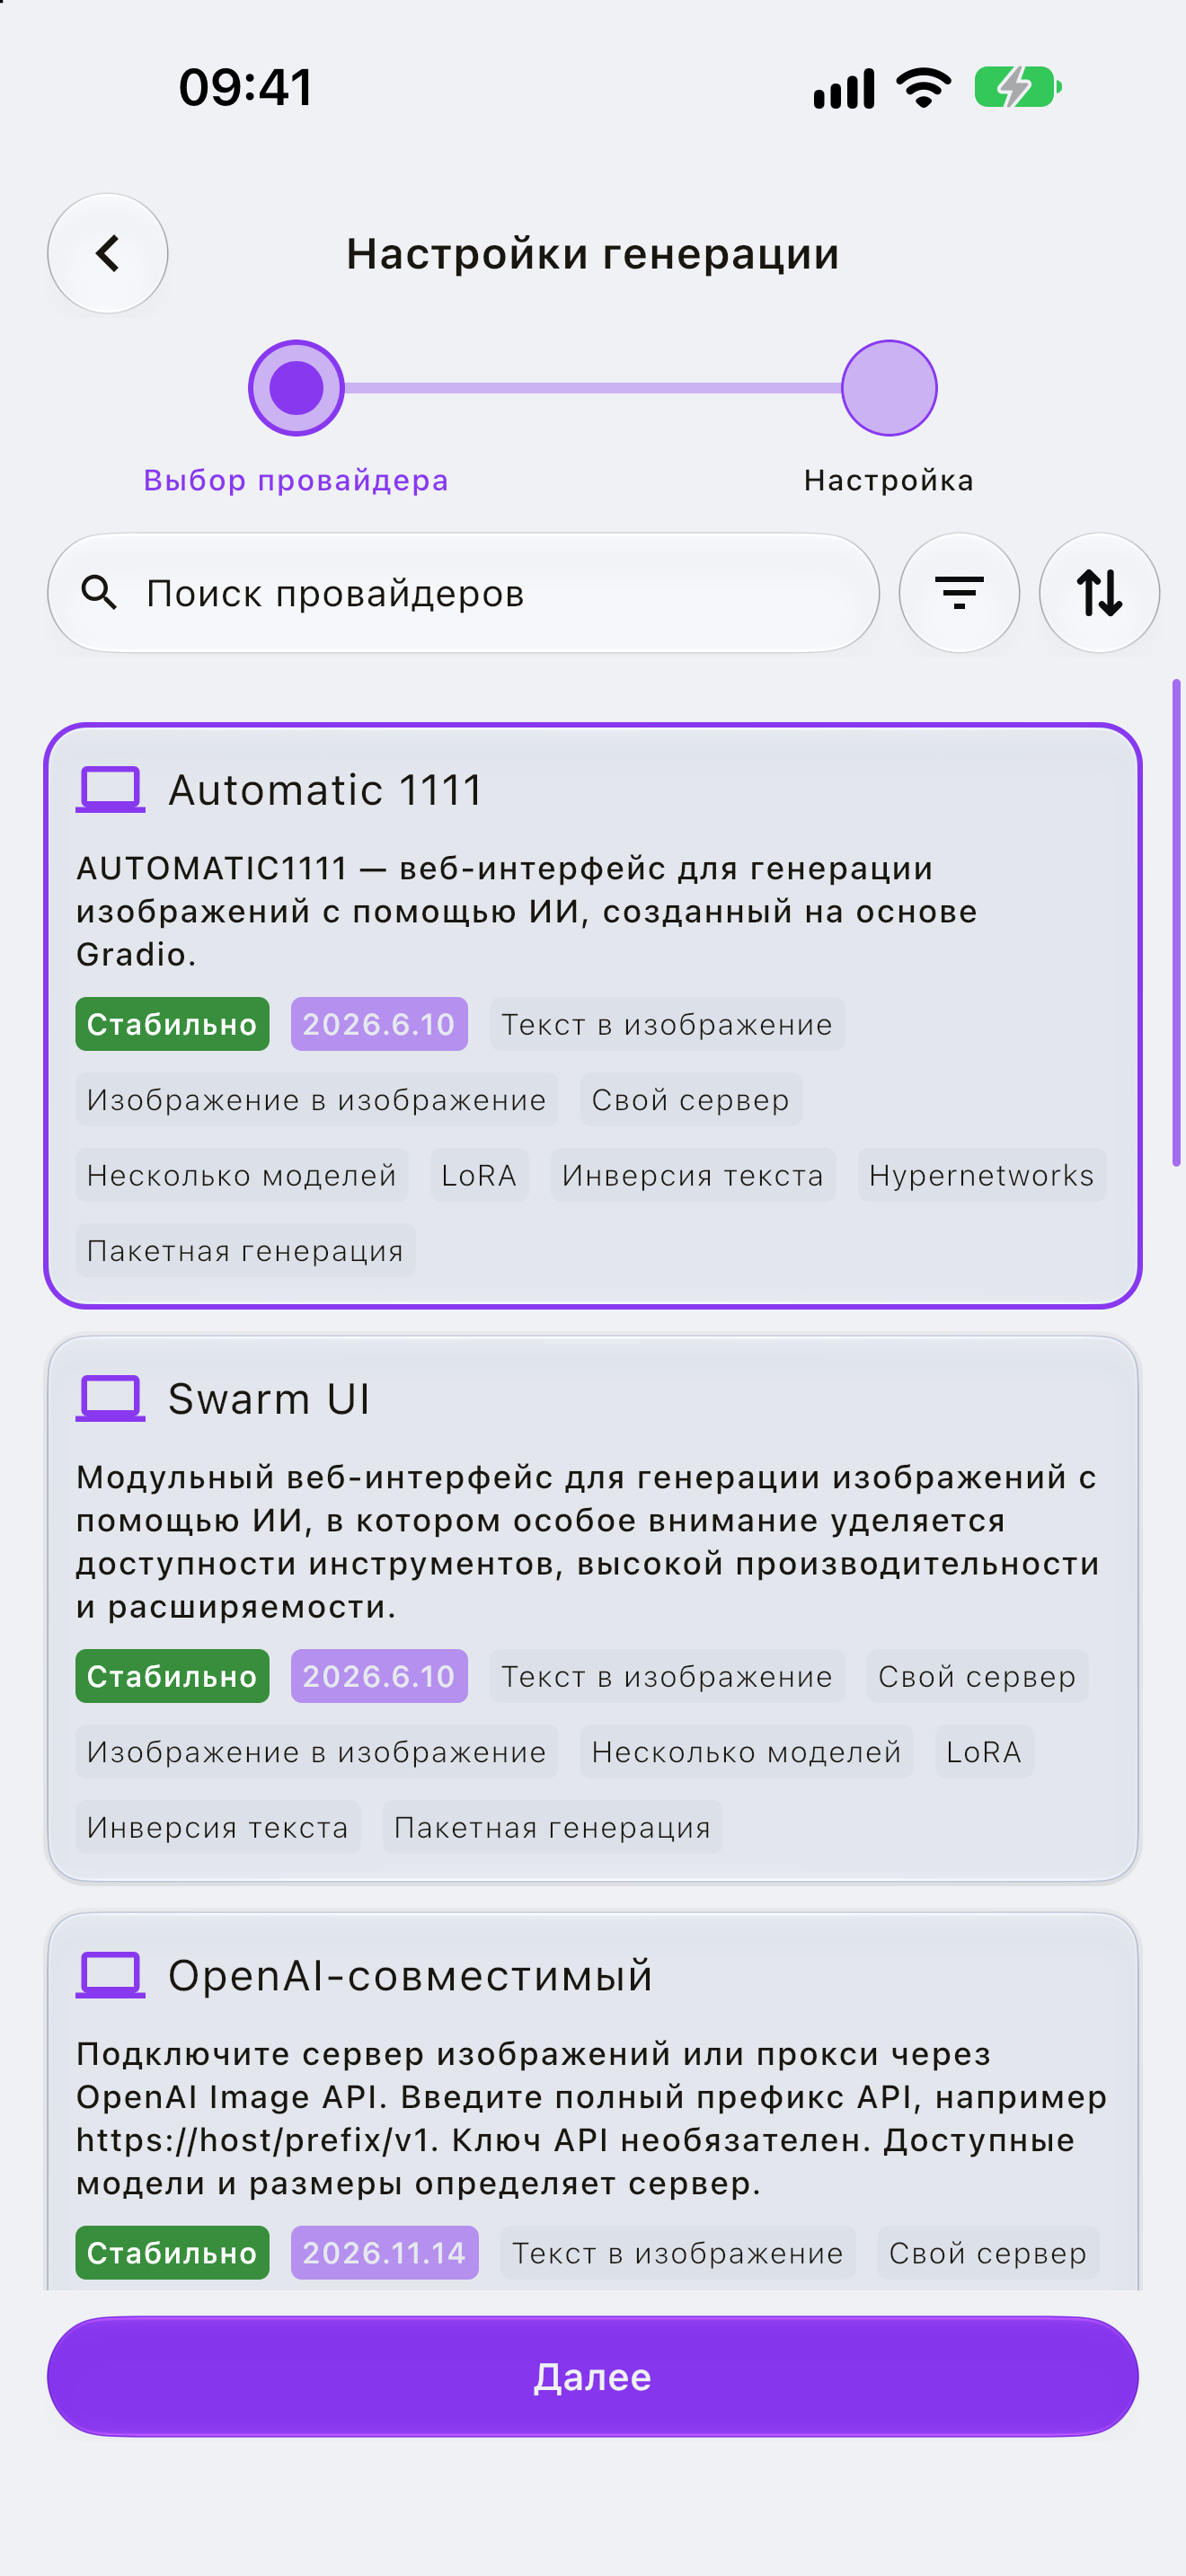 09:41
Настройки генерации
Выбор провайдера
Настройка
Поиск провайдеров
Automatic 1111
AUTOMATIC1111 — веб-интерфейс для генерации
изображений с помощью ИИ, созданный на основе
Gradio.
Стабильно 2026.6.10 Текст в изображение
Изображение в изображение Свой сервер
Несколько моделей LoRA Инверсия текста Hypernetworks
Пакетная генерация
Swarm UI
Модульный веб-интерфейс для генерации изображений с
помощью ИИ, в котором особое внимание уделяется
доступности инструментов, высокой производительности
и расширяемости.
Стабильно 2026.6.10 Текст в изображение Свой сервер
Изображение в изображение Несколько моделей LoRA
Инверсия текста Пакетная генерация
OpenAI-совместимый
Подключите сервер изображений или прокси через
OpenAI Image API. Введите полный префикс API, например
https://host/prefix/v1. Ключ API необязателен. Доступные
модели и размеры определяет сервер.
Стабильно 2026.11.14 Текст в изображение Свой сервер
Далее